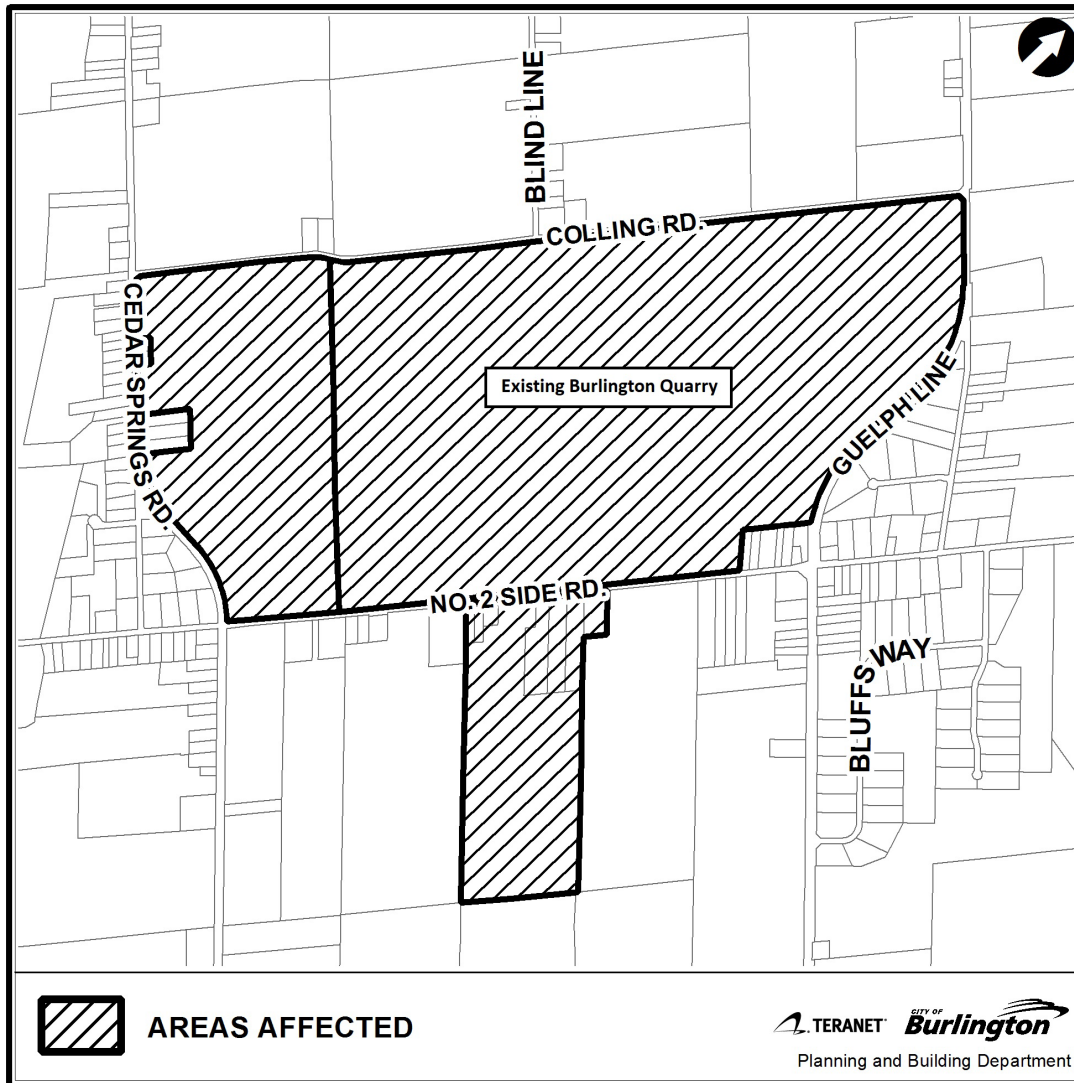 BLIND LINE
COLLING RD.
CEDAR SPRINGS RD.
Existing Burlington Quarry
GUELPH LINE
NO. 2 SIDE RD.
BLUFFS WAY
AREAS AFFECTED
TERANET
CITY OF
Burlington
Planning and Building Department